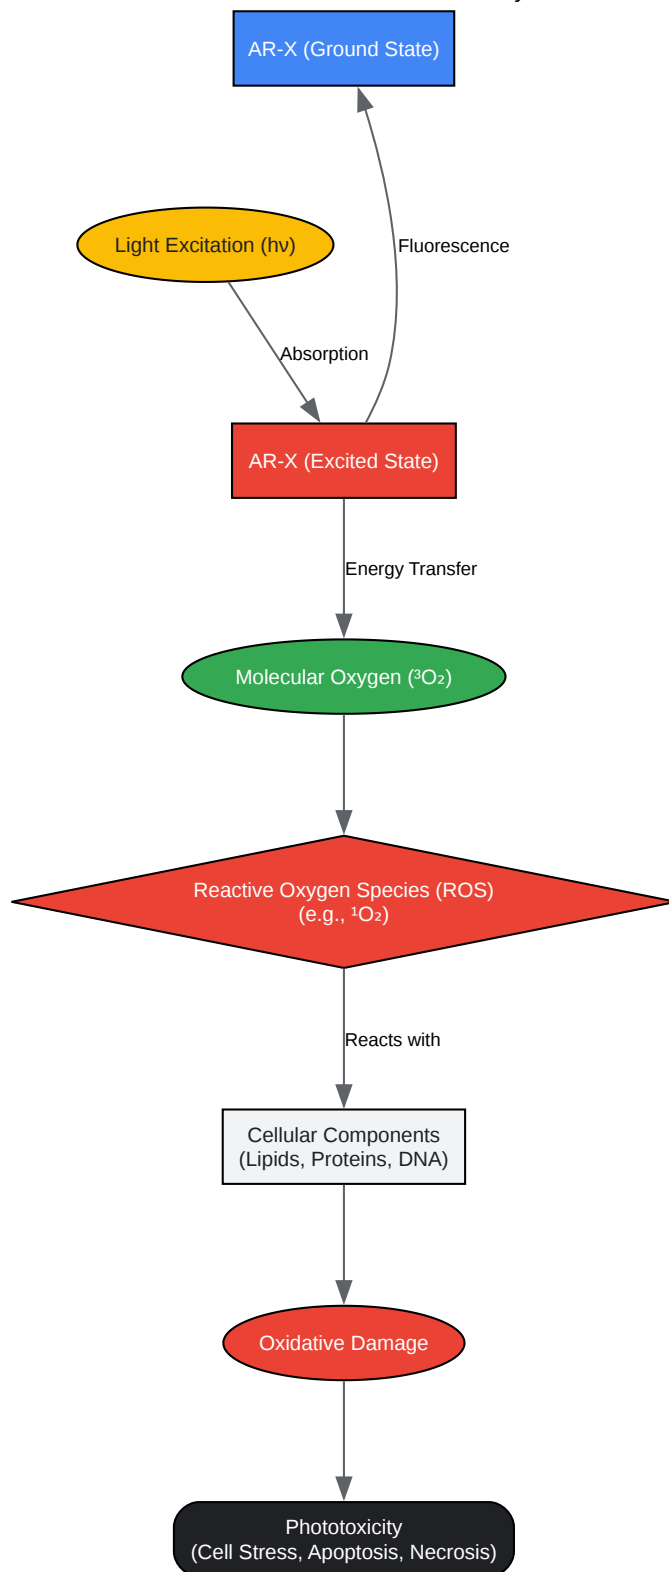 AR-X (Ground State)
Light Excitation (hν)
Fluorescence
Absorption
AR-X (Excited State)
Energy Transfer
Molecular Oxygen (³O₂)
Reactive Oxygen Species (ROS)
(e.g., ¹O₂)
Reacts with
Cellular Components
(Lipids, Proteins, DNA)
Oxidative Damage
Phototoxicity
(Cell Stress, Apoptosis, Necrosis)